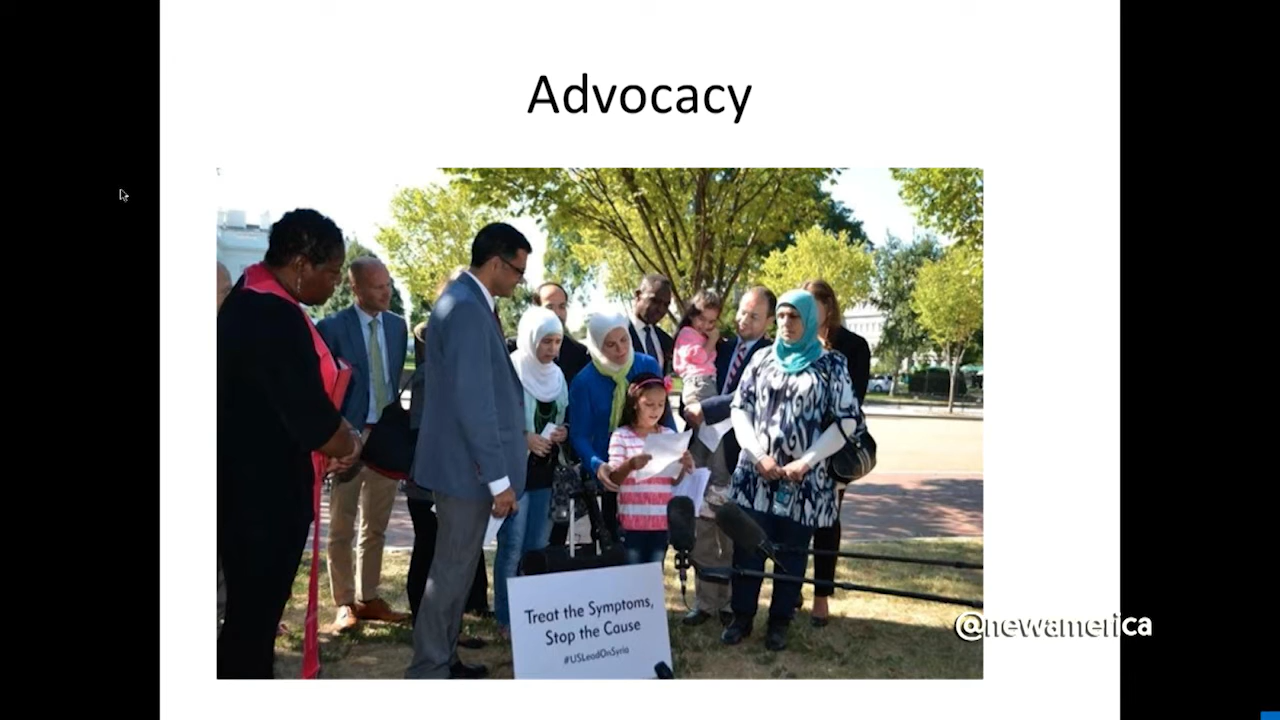 Advocacy
Treat the Symptoms,
Stop the Cause
#USLeadOnSyria
@newamerica